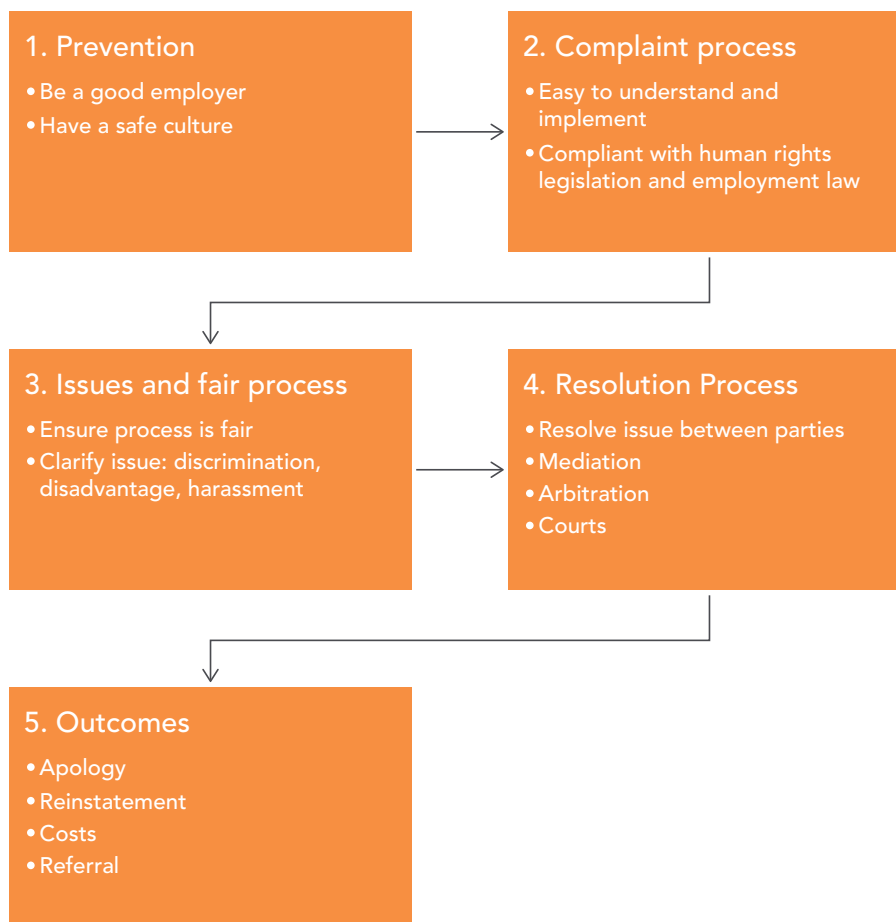 1. Prevention
• Be a good employer
• Have a safe culture
2. Complaint process
• Easy to understand and
implement
• Compliant with human rights
legislation and employment law
3. Issues and fair process
• Ensure process is fair
• Clarify issue: discrimination,
disadvantage, harassment
4. Resolution Process
• Resolve issue between parties
• Mediation
• Arbitration
• Courts
5. Outcomes
• Apology
• Reinstatement
• Costs
• Referral